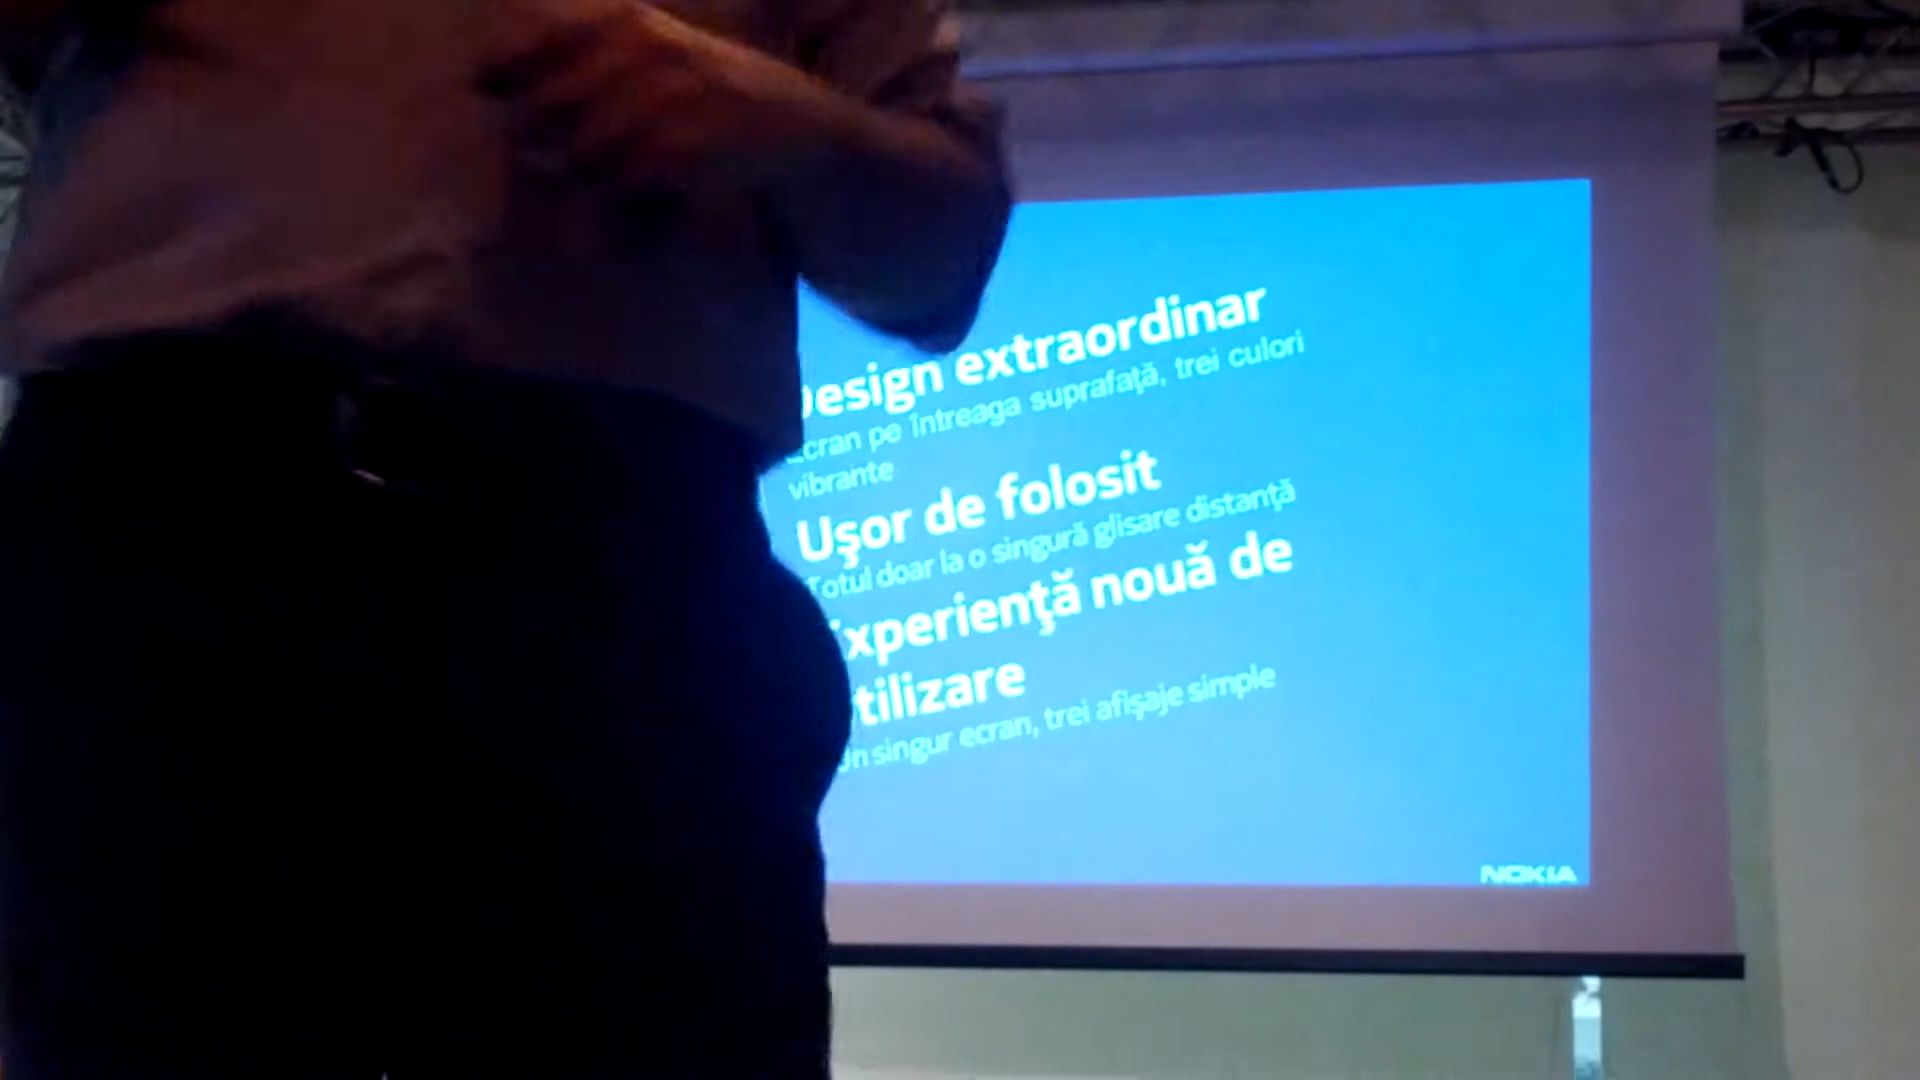 Design extraordinar
Ecran pe întreaga suprafaţă, trei culori
vibrante
Uşor de folosit
Totul doar la o singură glisare distanţă
Experienţă nouă de
utilizare
Un singur ecran, trei afişaje simple
NOKIA